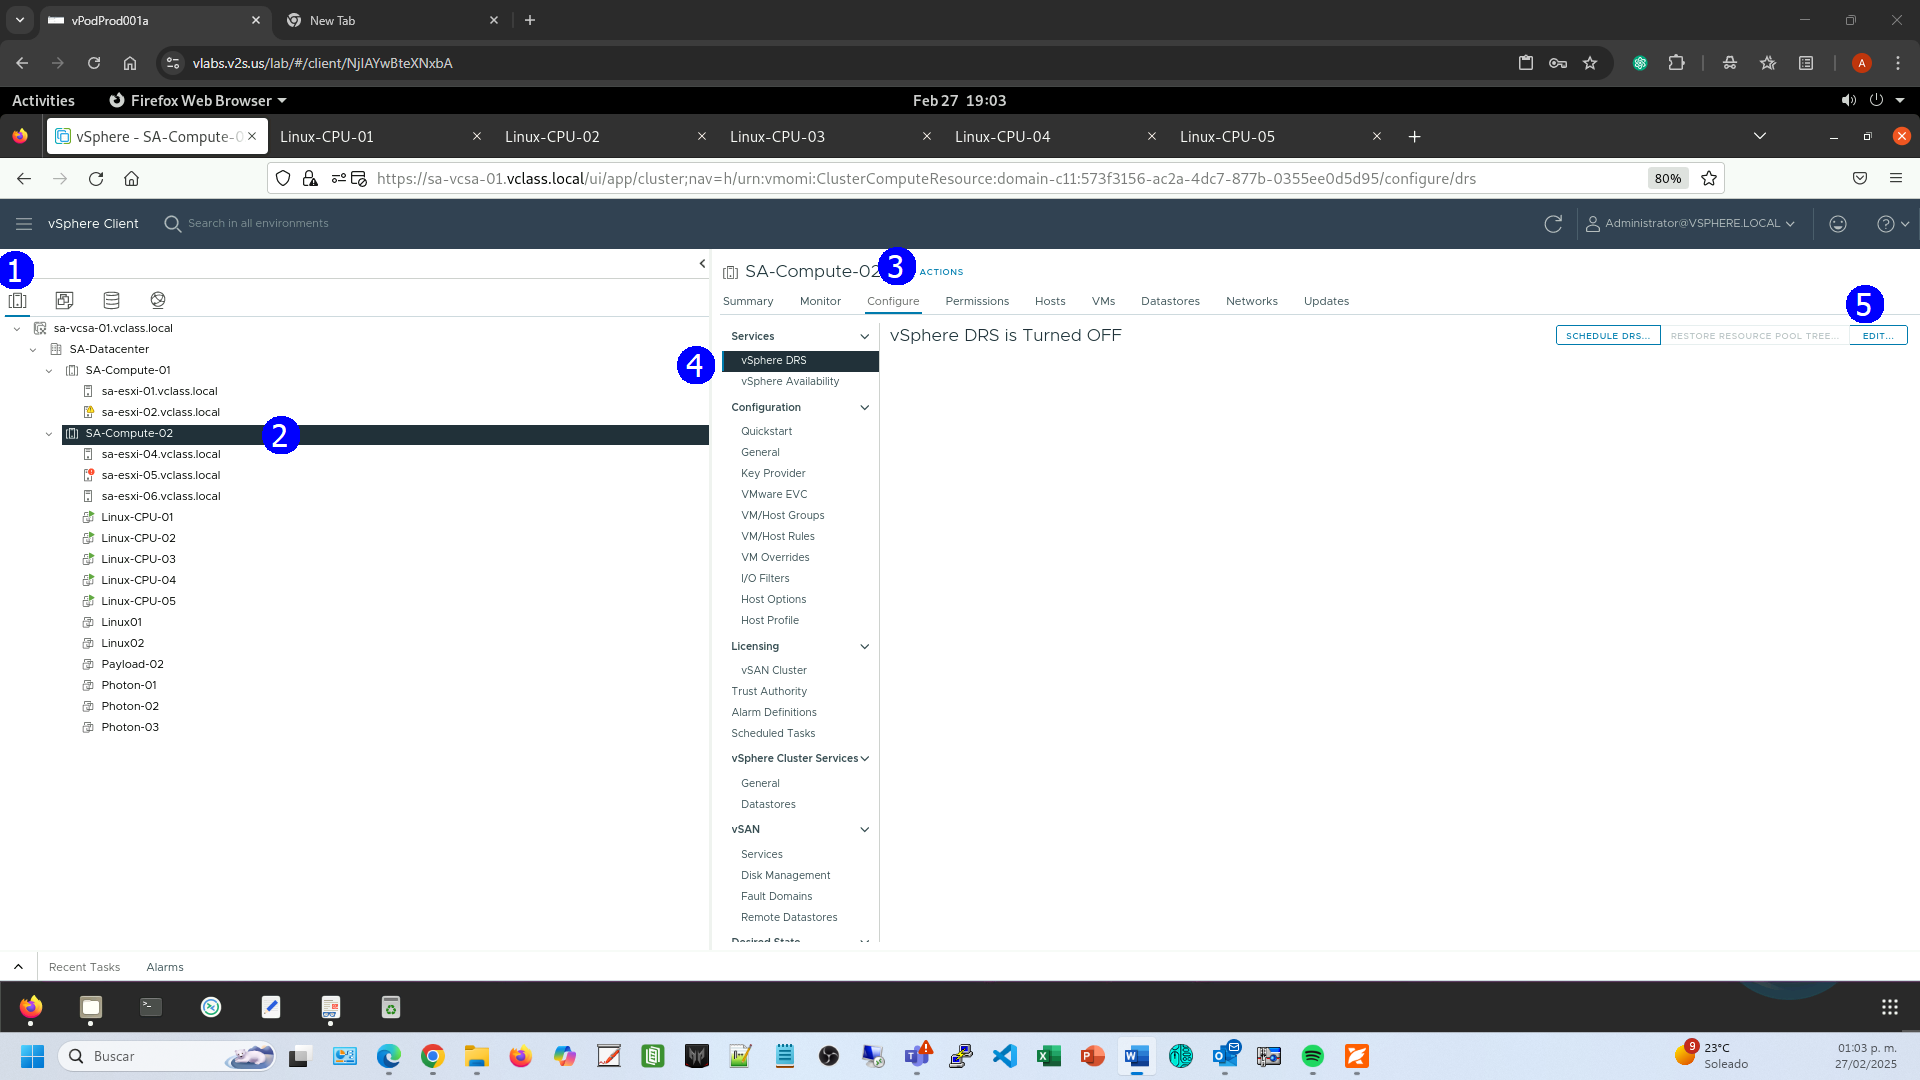 vPodProd001a
New Tab
vlabs.v2s.us/lab/#/client/NjIAYwBteXNxbA
A
Activities
Firefox Web Browser
Feb 27 19:03
vSphere - SA-Compute-0
Linux-CPU-01
Linux-CPU-02
Linux-CPU-03
Linux-CPU-04
Linux-CPU-05
https://sa-vcsa-01.vclass.local/ui/app/cluster;nav=h/urn:vmomi:ClusterComputeResource:domain-c11:573f3156-ac2a-4dc7-877b-0355ee0d5d95/configure/drs
80%
vSphere Client
Search in all environments
Administrator@VSPHERE.LOCAL
1
sa-vcsa-01.vclass.local
SA-Datacenter
SA-Compute-01
sa-esxi-01.vclass.local
sa-esxi-02.vclass.local
SA-Compute-02
2
sa-esxi-04.vclass.local
sa-esxi-05.vclass.local
sa-esxi-06.vclass.local
Linux-CPU-01
Linux-CPU-02
Linux-CPU-03
Linux-CPU-04
Linux-CPU-05
Linux01
Linux02
Payload-02
Photon-01
Photon-02
Photon-03
SA-Compute-02
3
ACTIONS
Summary
Monitor
Configure
Permissions
Hosts
VMs
Datastores
Networks
Updates
5
Services
4
vSphere DRS
vSphere Availability
Configuration
Quickstart
General
Key Provider
VMware EVC
VM/Host Groups
VM/Host Rules
VM Overrides
I/O Filters
Host Options
Host Profile
Licensing
vSAN Cluster
Trust Authority
Alarm Definitions
Scheduled Tasks
vSphere Cluster Services
General
Datastores
vSAN
Services
Disk Management
Fault Domains
Remote Datastores
Desired State
vSphere DRS is Turned OFF
SCHEDULE DRS...
RESTORE RESOURCE POOL TREE...
EDIT...
Recent Tasks
Alarms
Buscar
9
23°C
Soleado
01:03 p. m.
27/02/2025